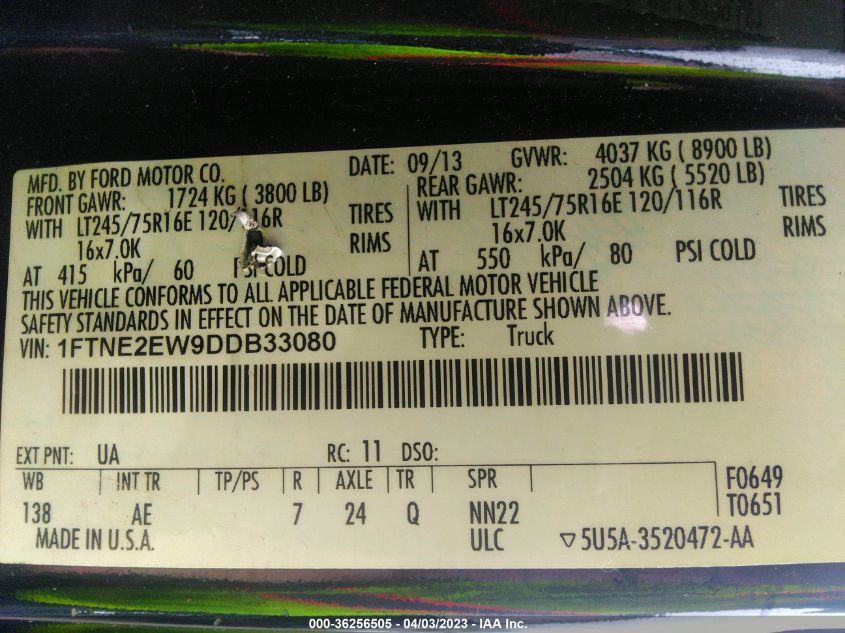 MFD. BY FORD MOTOR CO. DATE: 09/13 GVWR: 4037 KG ( 8900 LB)
FRONT GAWR: 1724 KG ( 3800 LB) REAR GAWR: 2504 KG ( 5520 LB)
WITH LT245/75R16E 120/116R TIRES WITH LT245/75R16E 120/116R TIRES
16x7.0K RIMS 16x7.0K RIMS
AT 415 kPa/ 60 PSI COLD AT 550 kPa/ 80 PSI COLD
THIS VEHICLE CONFORMS TO ALL APPLICABLE FEDERAL MOTOR VEHICLE
SAFETY STANDARDS IN EFFECT ON THE DATE OF MANUFACTURE SHOWN ABOVE.
VIN: 1FTNE2EW9DDB33080 TYPE: Truck
EXT PNT: UA RC: 11 DSO:
WB INT TR TP/PS R AXLE TR SPR F0649
138 AE 7 24 Q NN22 T0651
MADE IN U.S.A. ULC ▽5U5A-3520472-AA
000-36256505 - 04/03/2023 - IAA Inc.